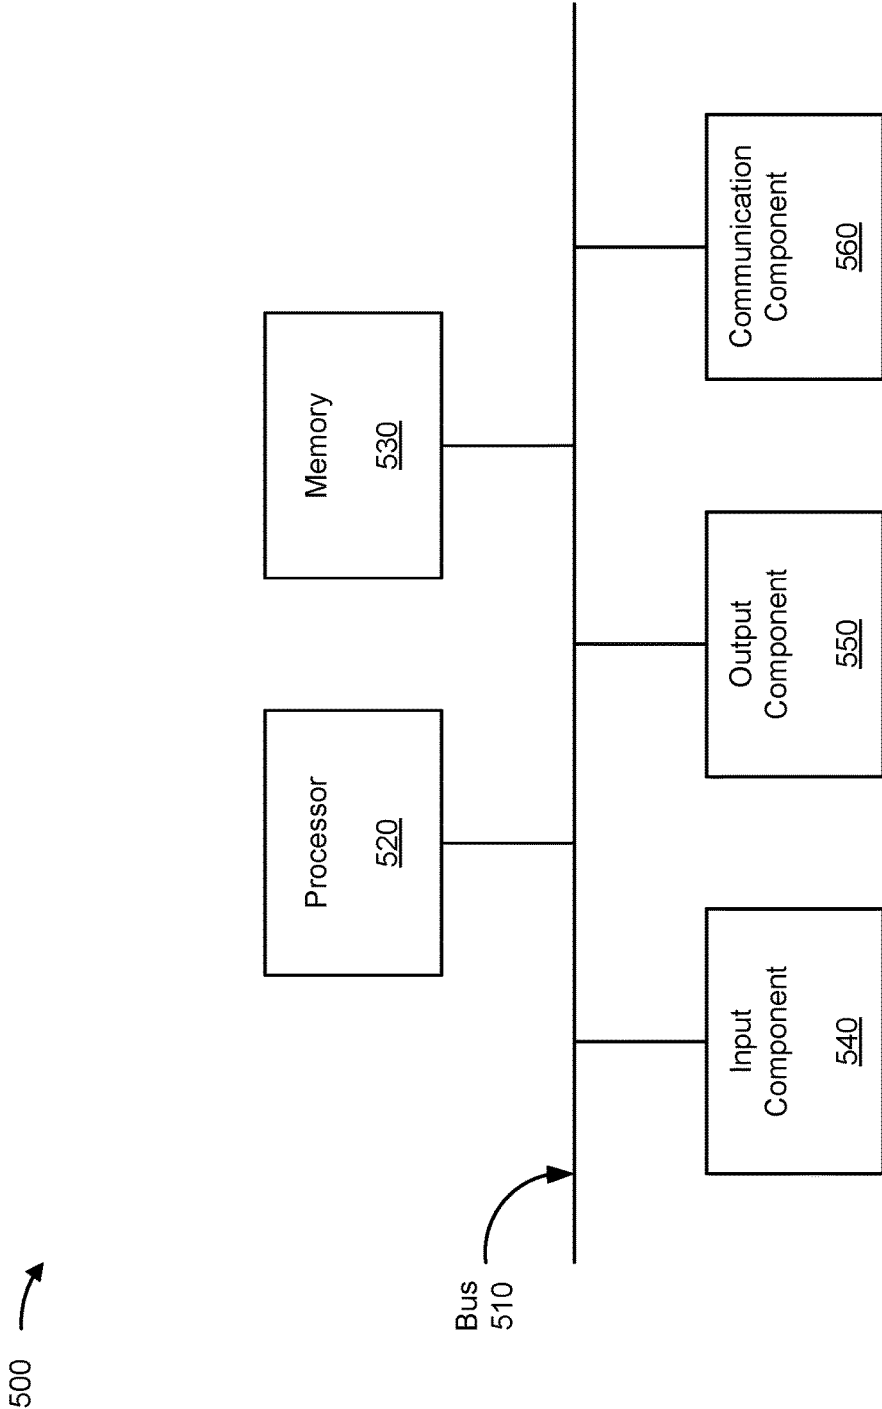 500
Bus
510
Processor
520
Memory
530
Input
Component
540
Output
Component
550
Communication
Component
560